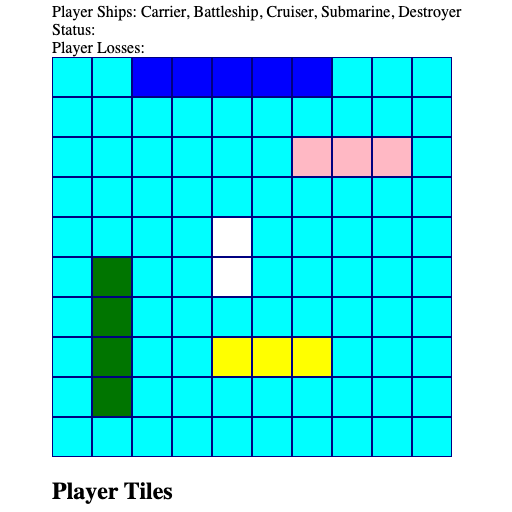 Player Ships: Carrier, Battleship, Cruiser, Submarine, Destroyer
Status:
Player Losses:
Player Tiles